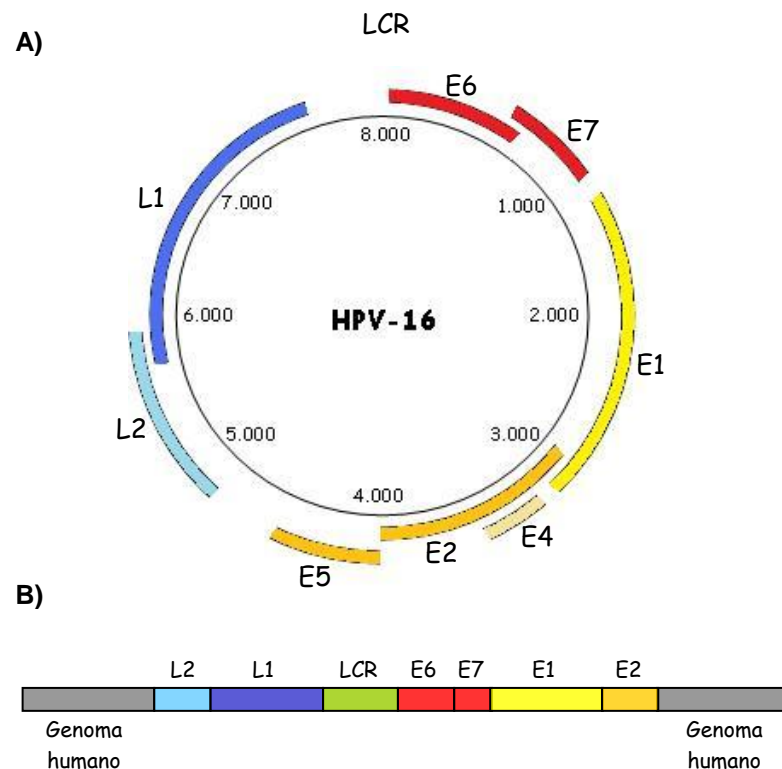 A)
LCR
E6
E7
8.000
1.000
7.000
L1
6.000
HPV-16
2.000
E1
L2
5.000
3.000
4.000
E4
E2
E5
B)
L2 L1 LCR E6 E7 E1 E2
Genoma
humano
Genoma
humano